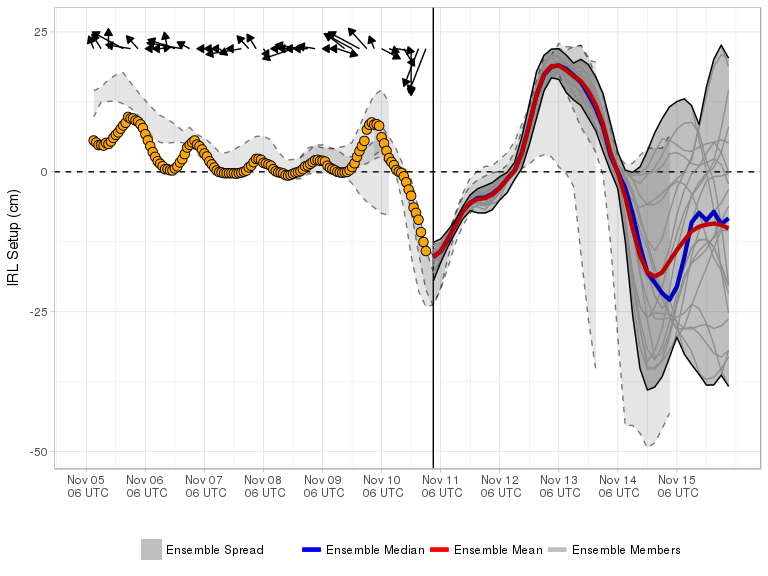 25
0
-25
-50
IRL Setup (cm)
Nov 05 Nov 06 Nov 07 Nov 08 Nov 09 Nov 10 Nov 11 Nov 12 Nov 13 Nov 14 Nov 15
06 UTC 06 UTC 06 UTC 06 UTC 06 UTC 06 UTC 06 UTC 06 UTC 06 UTC 06 UTC 06 UTC
Ensemble Spread Ensemble Median Ensemble Mean Ensemble Members